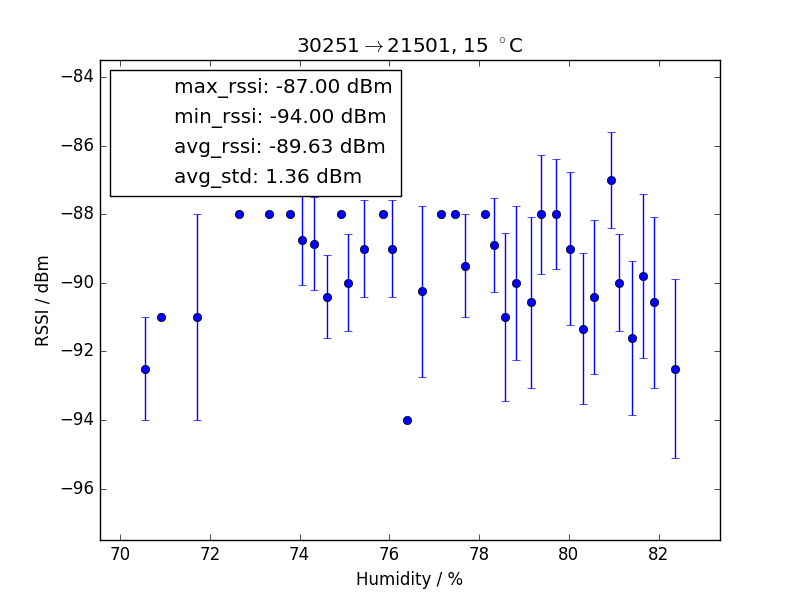 30251→21501, 15 °C
max_rssi: -87.00 dBm
min_rssi: -94.00 dBm
avg_rssi: -89.63 dBm
avg_std: 1.36 dBm
RSSI / dBm
−84
−86
−88
−90
−92
−94
−96
70 72 74 76 78 80 82
Humidity / %